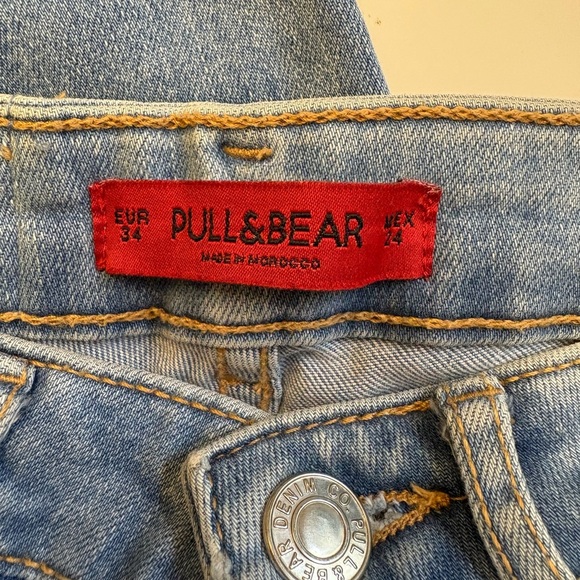 EUR PULL&BEAR MEX
34 MADE IN MOROCCO 24
DENIM CO. PULL & BEAR